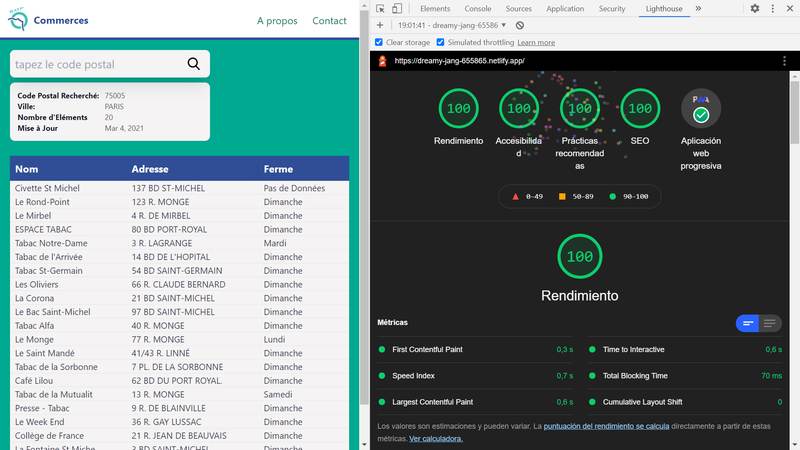 Commerces
A propos
Contact
tapez le code postal
Code Postal Recherché: 75005
Ville: PARIS
Nombre d'Eléments 20
Mise à Jour Mar 4, 2021
Nom Adresse Ferme
Civette St Michel 137 BD ST-MICHEL Pas de Données
Le Rond-Point 123 R. MONGE Dimanche
Le Mirbel 4 R. DE MIRBEL Dimanche
ESPACE TABAC 80 BD PORT-ROYAL Dimanche
Tabac Notre-Dame 3 R. LAGRANGE Mardi
Tabac de l'Arrivée 14 BD DE L'HOPITAL Dimanche
Tabac St-Germain 54 BD SAINT-GERMAIN Dimanche
Les Oliviers 66 R. CLAUDE BERNARD Dimanche
La Corona 21 BD SAINT-MICHEL Dimanche
Le Bac Saint-Michel 97 BD SAINT-MICHEL Dimanche
Tabac Alfa 40 R. MONGE Dimanche
Le Monge 77 R. MONGE Lundi
Le Saint Mandé 41/43 R. LINNÉ Dimanche
Tabac de la Sorbonne 7 PL. DE LA SORBONNE Dimanche
Café Lilou 62 BD DU PORT ROYAL. Dimanche
Tabac de la Mutualit 13 R. MONGE Samedi
Presse - Tabac 9 R. DE BLAINVILLE Dimanche
Le Week End 36 R. GAY LUSSAC Dimanche
Collège de France 21 R. JEAN DE BEAUVAIS Dimanche
La Fontaine St Miche 3 BD SAINT-MICHEL Dimanche
Elements Console Sources Application Security Lighthouse »
+ 19:01:41 - dreamy-jang-65586
Clear storage Simulated throttling Learn more
https://dreamy-jang-655865.netlify.app/
100 100 100 100 PWA
Rendimiento
Accesibilida
d
Prácticas
recomendad
as
SEO
Aplicación
web
progresiva
0-49 50-89 90-100
100
Rendimiento
Métricas
First Contentful Paint 0,3 s
Time to Interactive 0,6 s
Speed Index 0,7 s
Total Blocking Time 70 ms
Largest Contentful Paint 0,6 s
Cumulative Layout Shift 0
Los valores son estimaciones y pueden variar. La puntuación del rendimiento se calcula directamente a partir de estas
métricas. Ver calculadora.